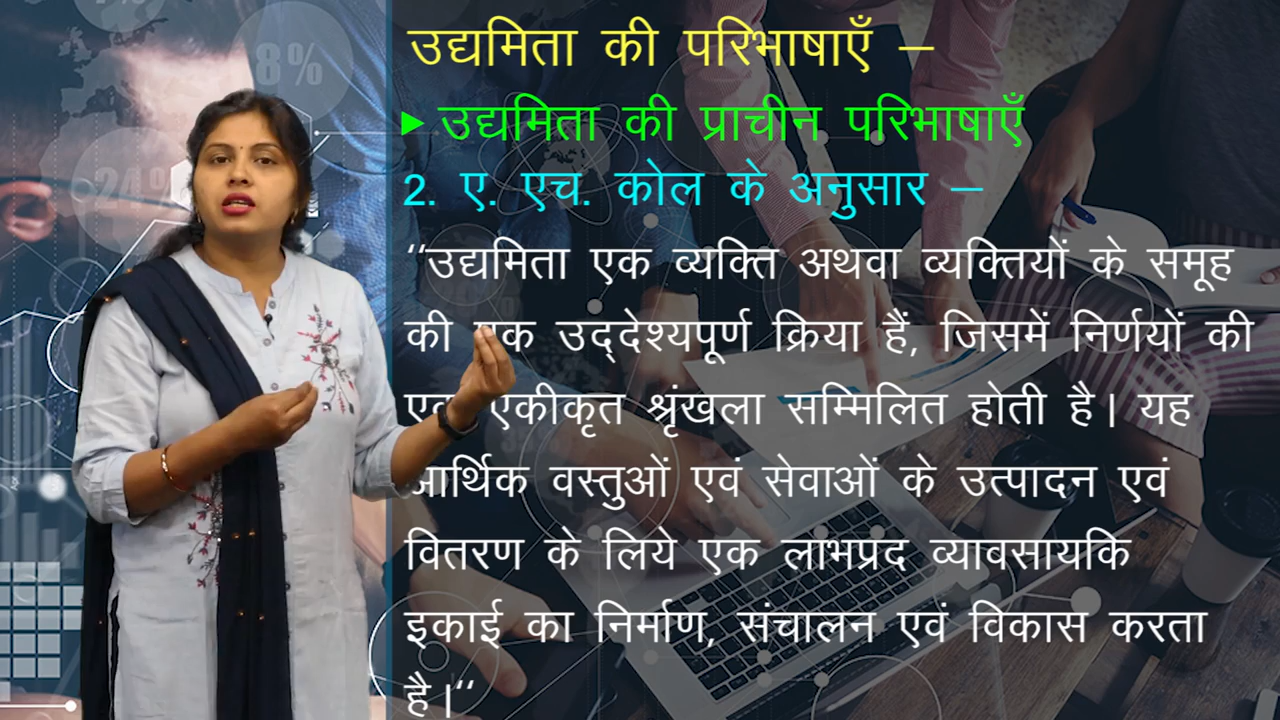 8%
24%
उद्यमिता की परिभाषाएँ –
▶ उद्यमिता की प्राचीन परिभाषाएँ
2. ए. एच. कोल के अनुसार –
‘‘उद्यमिता एक व्यक्ति अथवा व्यक्तियों के समूह
की एक उद्देश्यपूर्ण क्रिया हैं, जिसमें निर्णयों की
एक एकीकृत श्रृंखला सम्मिलित होती है। यह
आर्थिक वस्तुओं एवं सेवाओं के उत्पादन एवं
वितरण के लिये एक लाभप्रद व्यावसायकि
इकाई का निर्माण, संचालन एवं विकास करता
है।‘‘